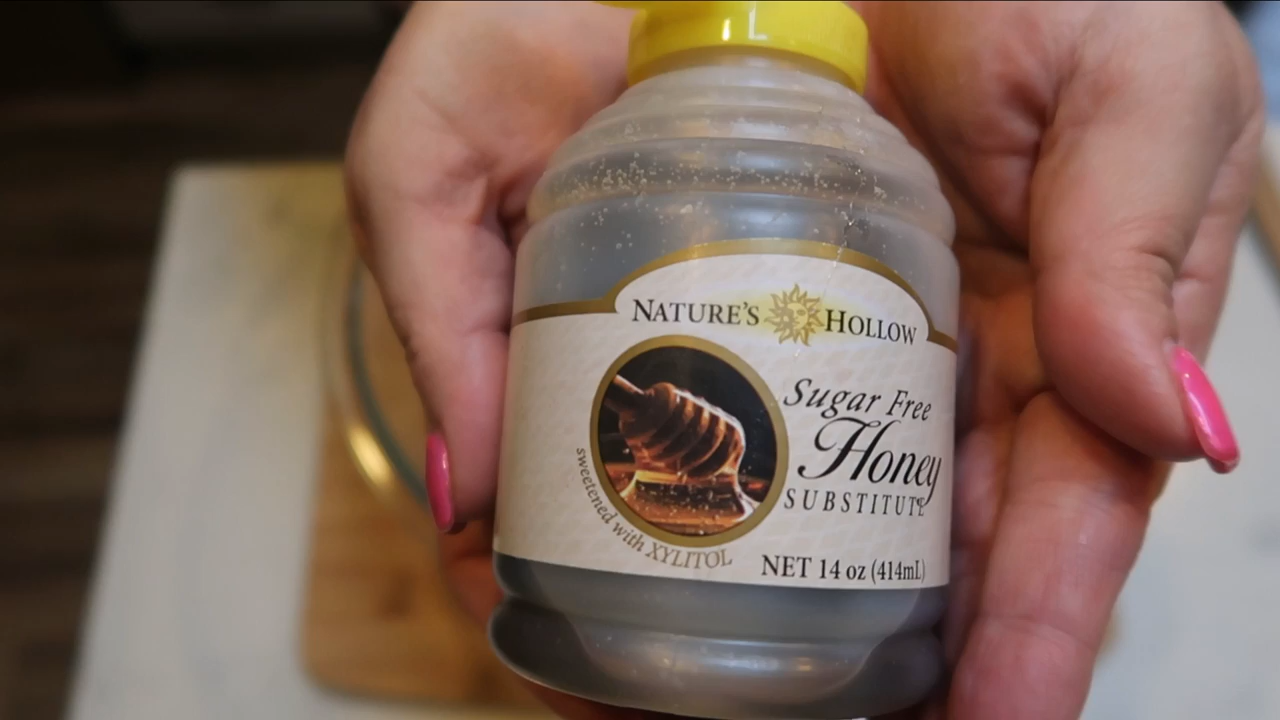 NATURE'S HOLLOW
Sugar Free
Honey
SUBSTITUTE
sweetened with XYLITOL
NET 14 oz (414mL)